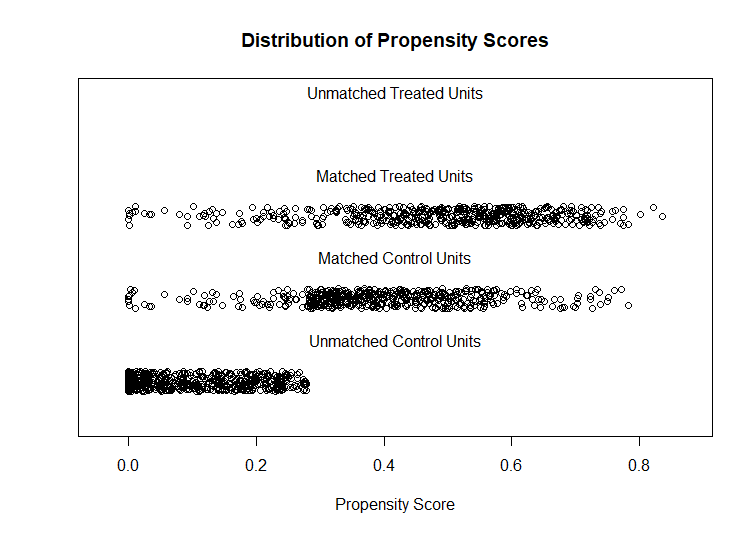 Distribution of Propensity Scores
Unmatched Treated Units
Matched Treated Units
Matched Control Units
Unmatched Control Units
0.0 0.2 0.4 0.6 0.8
Propensity Score